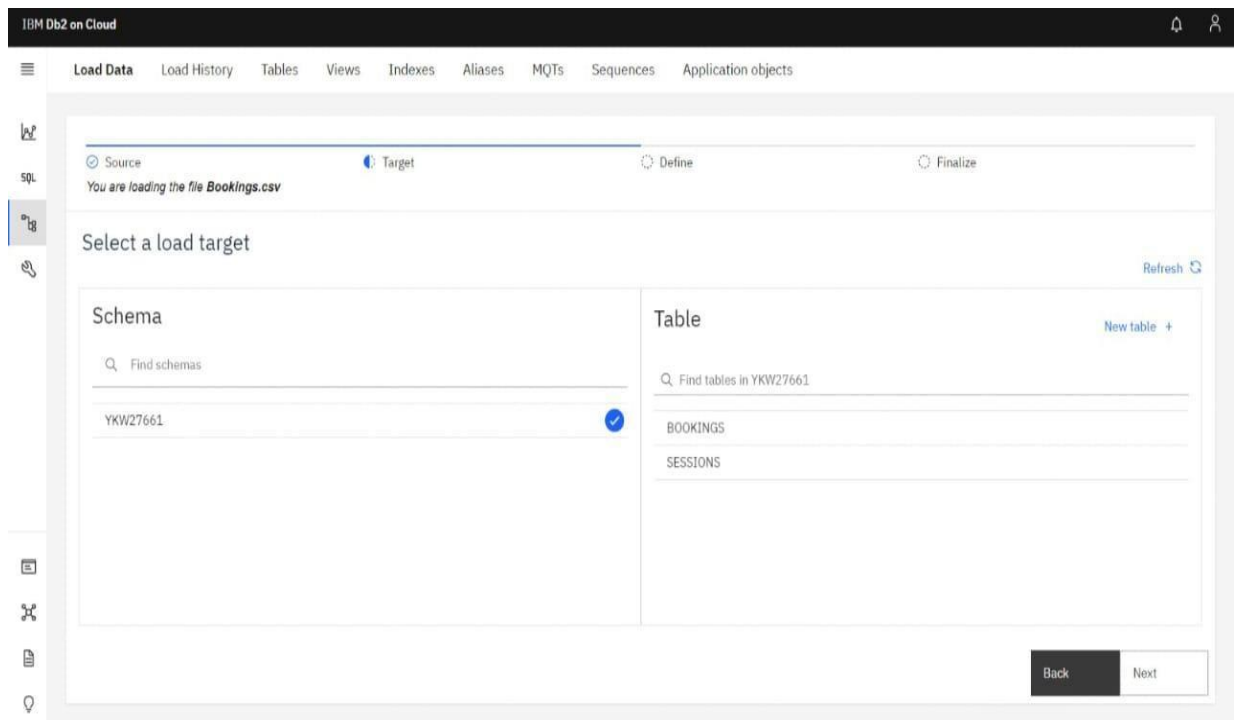 IBM Db2 on Cloud
Load Data Load History Tables Views Indexes Aliases MQTs Sequences Application objects
Source Target Define Finalize
You are loading the file Bookings.csv
SQL
Select a load target
Refresh
Schema
Find schemas
YKW27661
Table
New table +
Find tables in YKW27661
BOOKINGS
SESSIONS
Back Next